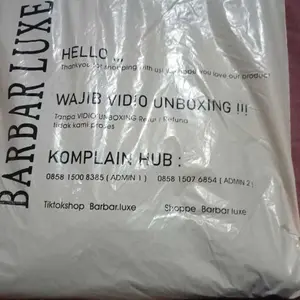 BARBAR LUXE
HELLO ,,,
Thankyou for shopping with us! we hope you love our product
WAJIB VIDIO UNBOXING !!!
Tanpa VIDIO UNBOXING Retur / Refund
tidak kami proses
KOMPLAIN HUB :
0858 1500 8385 ( ADMIN 1 ) 0858 1507 6854 ( ADMIN 2 )
Tiktokshop Barbar.luxe Shoppe Barbar.luxe